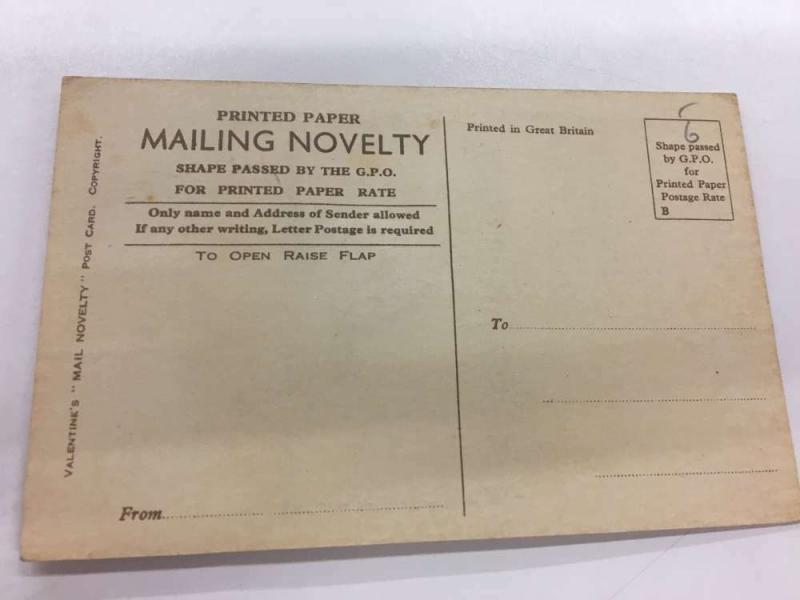 PRINTED PAPER
MAILING NOVELTY
SHAPE PASSED BY THE G.P.O.
FOR PRINTED PAPER RATE
Only name and Address of Sender allowed
If any other writing, Letter Postage is required
TO OPEN RAISE FLAP
From
VALENTINE'S "MAIL NOVELTY" POST CARD. COPYRIGHT.
Printed in Great Britain
6
Shape passed
by G.P.O.
for
Printed Paper
Postage Rate
B
To